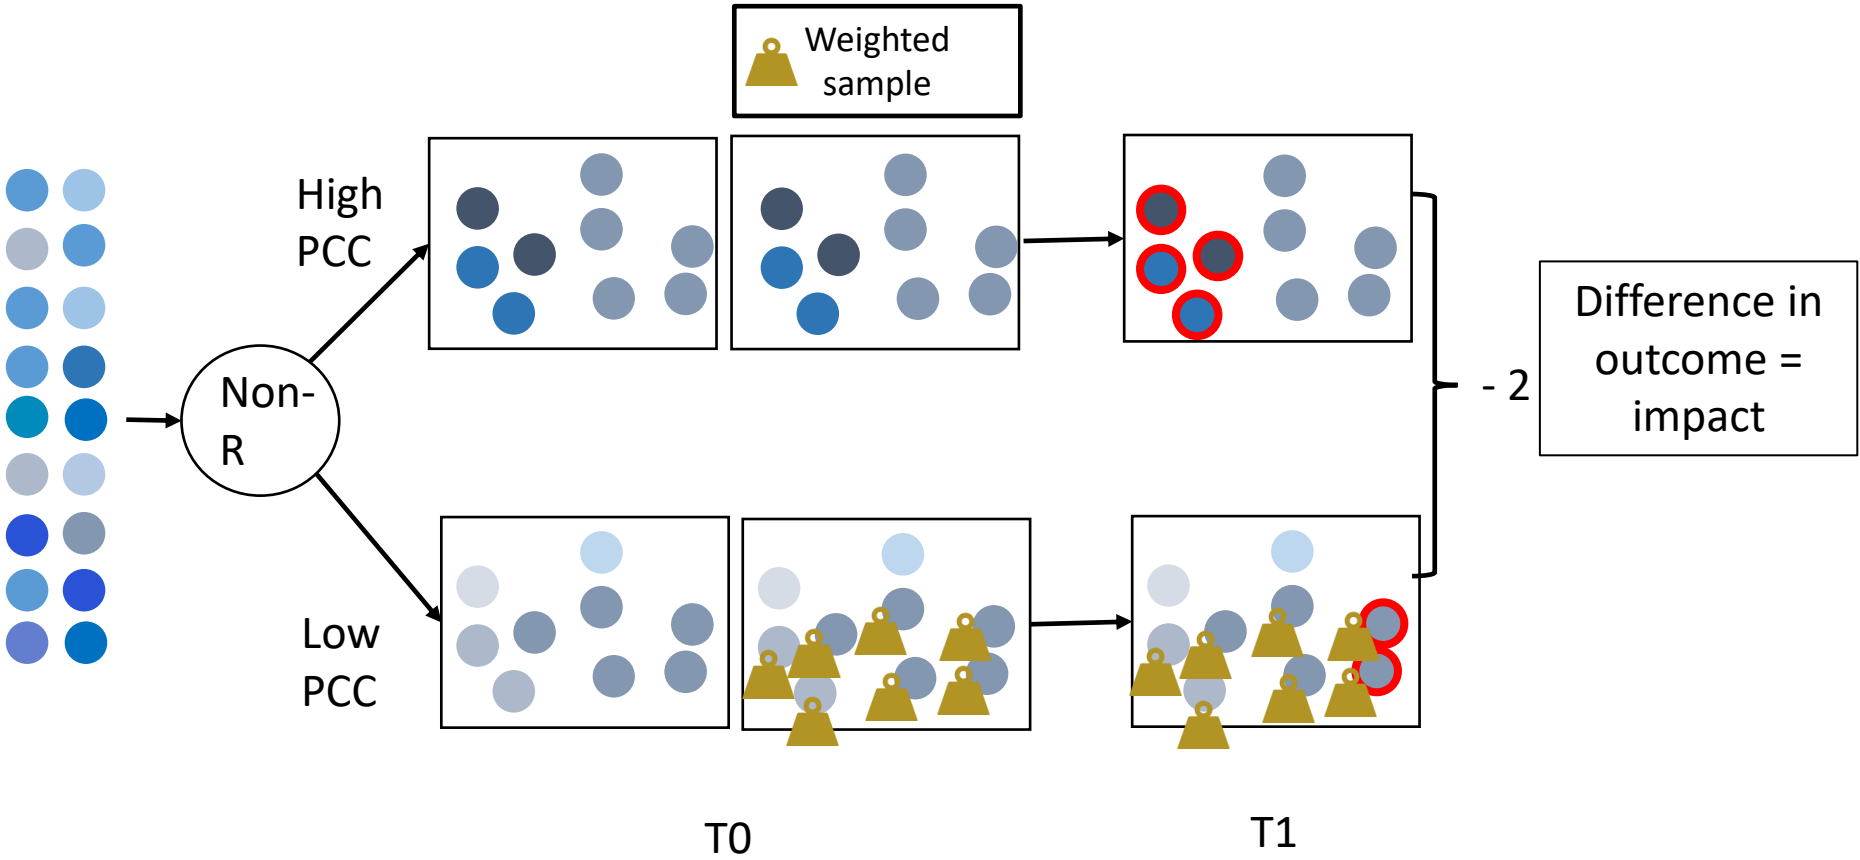 Weighted
sample
High
PCC
Non-
R
Low
PCC
- 2
Difference in
outcome =
impact
T0
T1